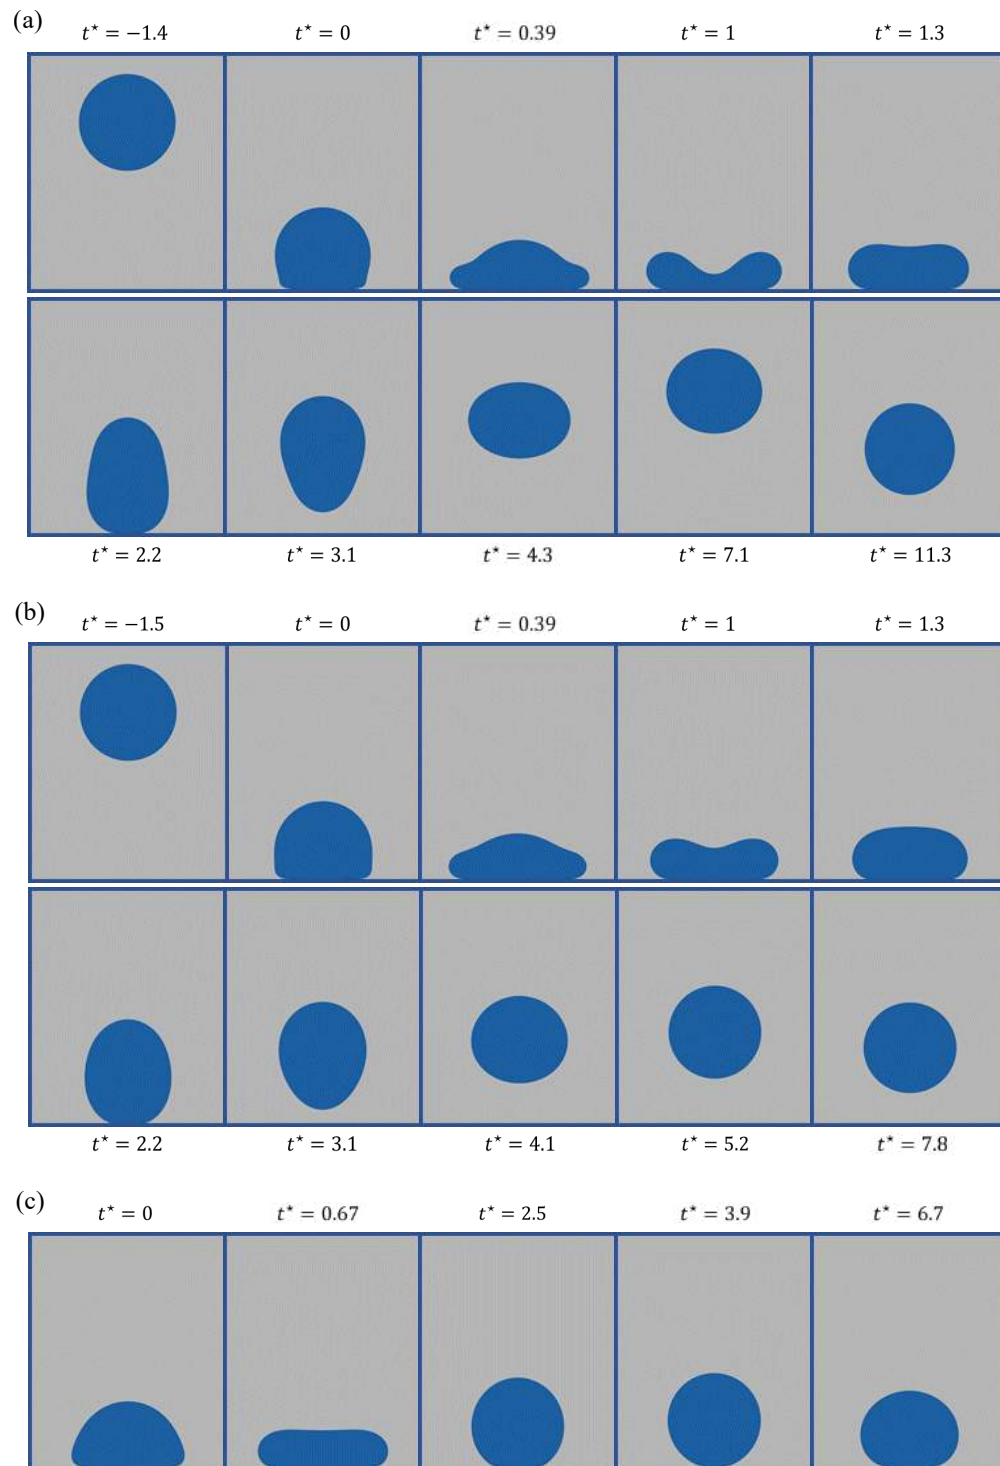 (a)
t* = −1.4 t* = 0 t* = 0.39 t* = 1 t* = 1.3
t* = 2.2 t* = 3.1 t* = 4.3 t* = 7.1 t* = 11.3
(b)
t* = −1.5 t* = 0 t* = 0.39 t* = 1 t* = 1.3
t* = 2.2 t* = 3.1 t* = 4.1 t* = 5.2 t* = 7.8
(c)
t* = 0 t* = 0.67 t* = 2.5 t* = 3.9 t* = 6.7